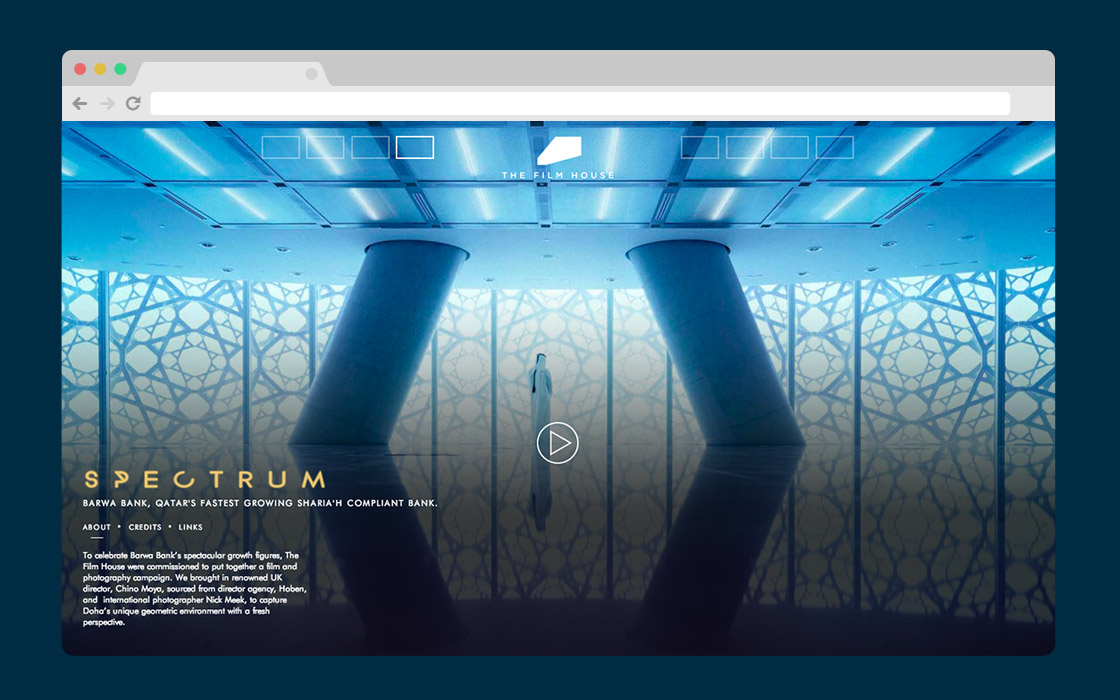 THE FILM HOUSE
SPECTRUM
BARWA BANK, QATAR'S FASTEST GROWING SHARIA'H COMPLIANT BANK.
ABOUT • CREDITS • LINKS
To celebrate Barwa Bank's spectacular growth figures, The
Film House were commissioned to put together a film and
photography campaign. We brought in renowned UK
director, Chino Moya, sourced from director agency, Hoben,
and international photographer Nick Meek, to capture
Doha's unique geometric environment with a fresh
perspective.